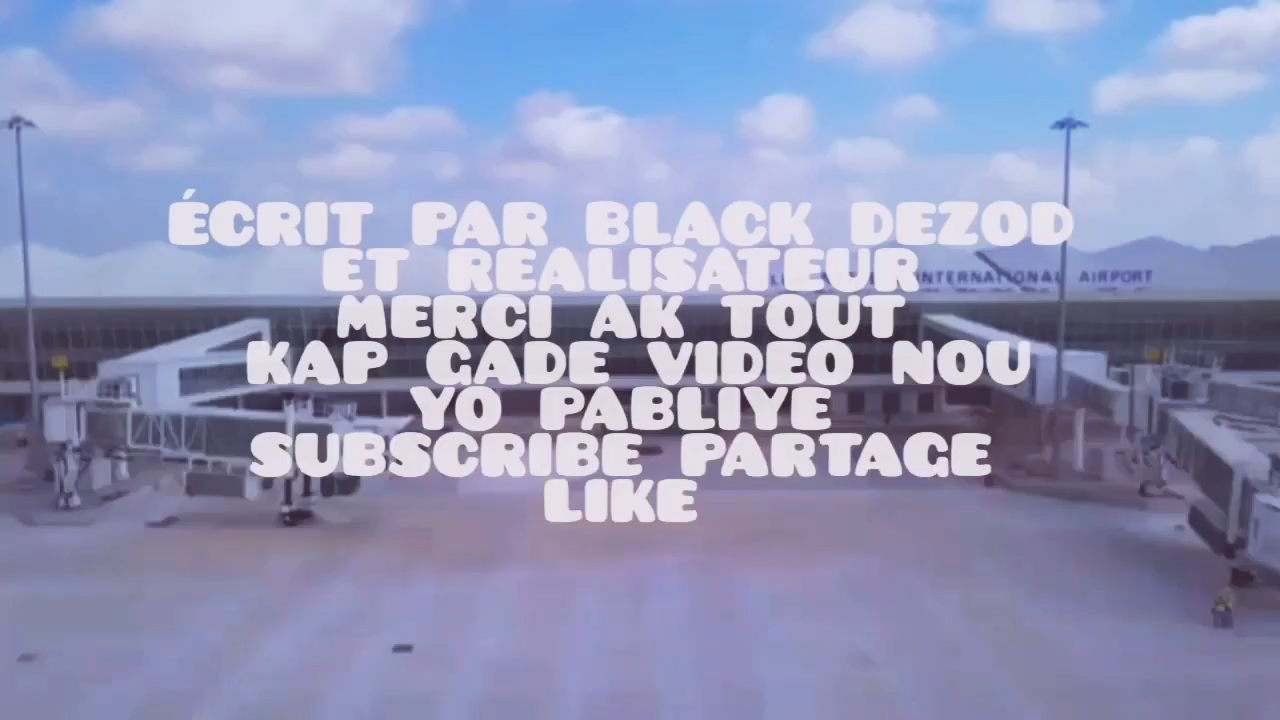 ÉCRIT PAR BLACK DEZOD
ET REALISATEUR
INTERNATIONAL AIRPORT
MERCI AK TOUT
KAP GADE VIDEO NOU
YO PABLIYE
SUBSCRIBE PARTAGE
LIKE